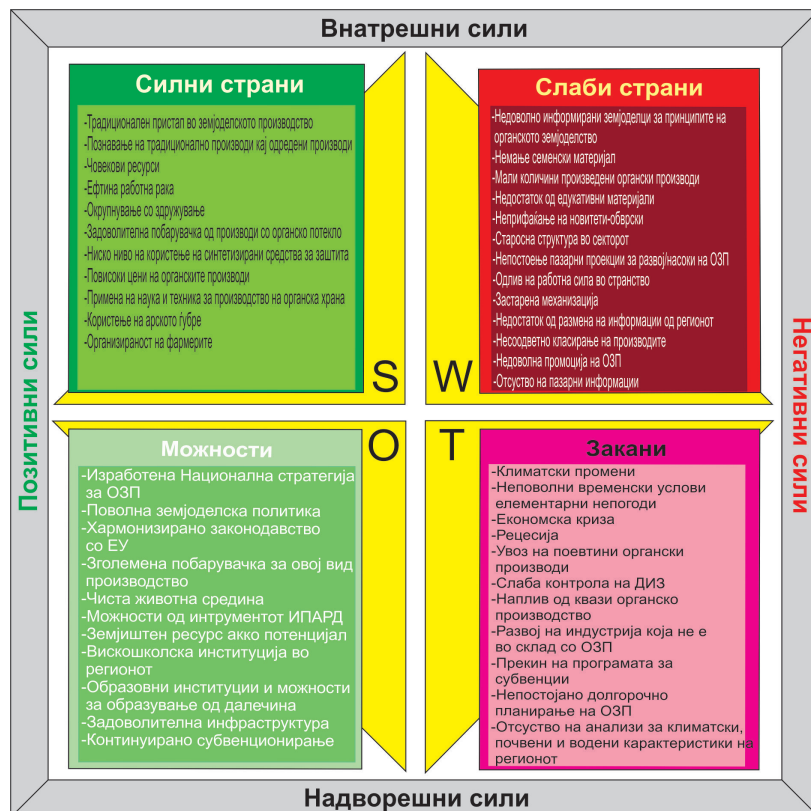 Внатрешни сили
Силни страни
-Традиционален пристап во земјоделското производство
-Познавање на традиционално производи кај одредени производи
-Човекови ресурси
-Ефтина работна рака
-Окрупнување со здружување
-Задоволителна побарувачка од производи со органско потекло
-Ниско ниво на користење на синтетизирани средства за заштита
-Повисоки цени на органските производи
-Примена на наука и техника за производство на органска храна
-Користење на арското ѓубре
-Организираност на фармерите
S
Слаби страни
-Недоволно информирани земјоделци за принципите на
органското земјоделство
-Немање семенски материјал
-Мали количини произведени органски производи
-Недостаток од едукативни материјали
-Неприфаќање на новитети-обврски
-Старосна структура во секторот
-Непостоење пазарни проекции за развој/насоки на ОЗП
-Одлив на работна сила во странство
-Застарена механизација
-Недостаток од размена на информации од регионот
-Несоодветно класирање на производите
-Недоволна промоција на ОЗП
-Отсуство на пазарни информации
W
Позитивни сили
Негативни сили
Можности
-Изработена Национална стратегија
за ОЗП
-Поволна земјоделска политика
-Хармонизирано законодавство
со ЕУ
-Зголемена побарувачка за овој вид
производство
-Чиста животна средина
-Можности од интрументот ИПАРД
-Земјиштен ресурс акко потенцијал
-Вискошколска институција во
регионот
-Образовни институции и можности
за образување од далечина
-Задоволителна инфраструктура
-Континуирано субвенционирање
O
T
Закани
-Климатски промени
-Неповолни временски услови
елементарни непогоди
-Економска криза
-Рецесија
-Увоз на поевтини органски
производи
-Слаба контрола на ДИЗ
-Наплив од квази органско
производство
-Развој на индустрија која не е
во склад со ОЗП
-Прекин на програмата за
субвенции
-Непостојано долгорочно
планирање на ОЗП
-Отсуство на анализи за климатски,
почвени и водени карактеристики на
регионот
Надворешни сили